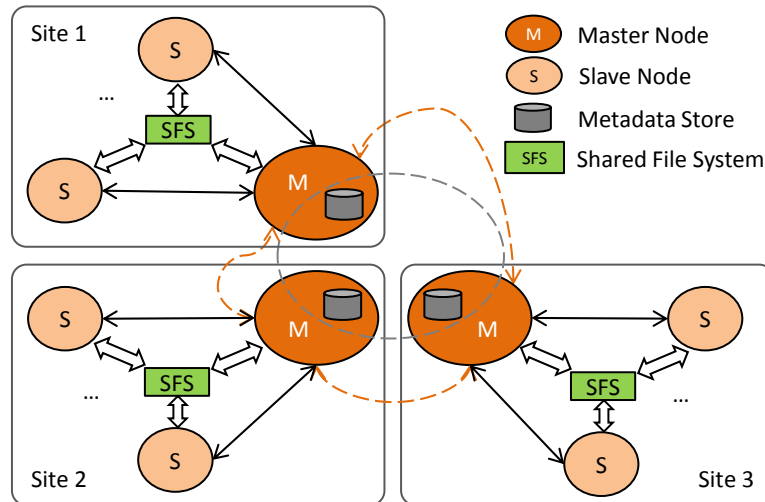 Site 1
S
...
SFS
S
M
M Master Node
S Slave Node
Metadata Store
SFS Shared File System
S
M
SFS
...
S
Site 2
M
S
SFS
...
S
Site 3